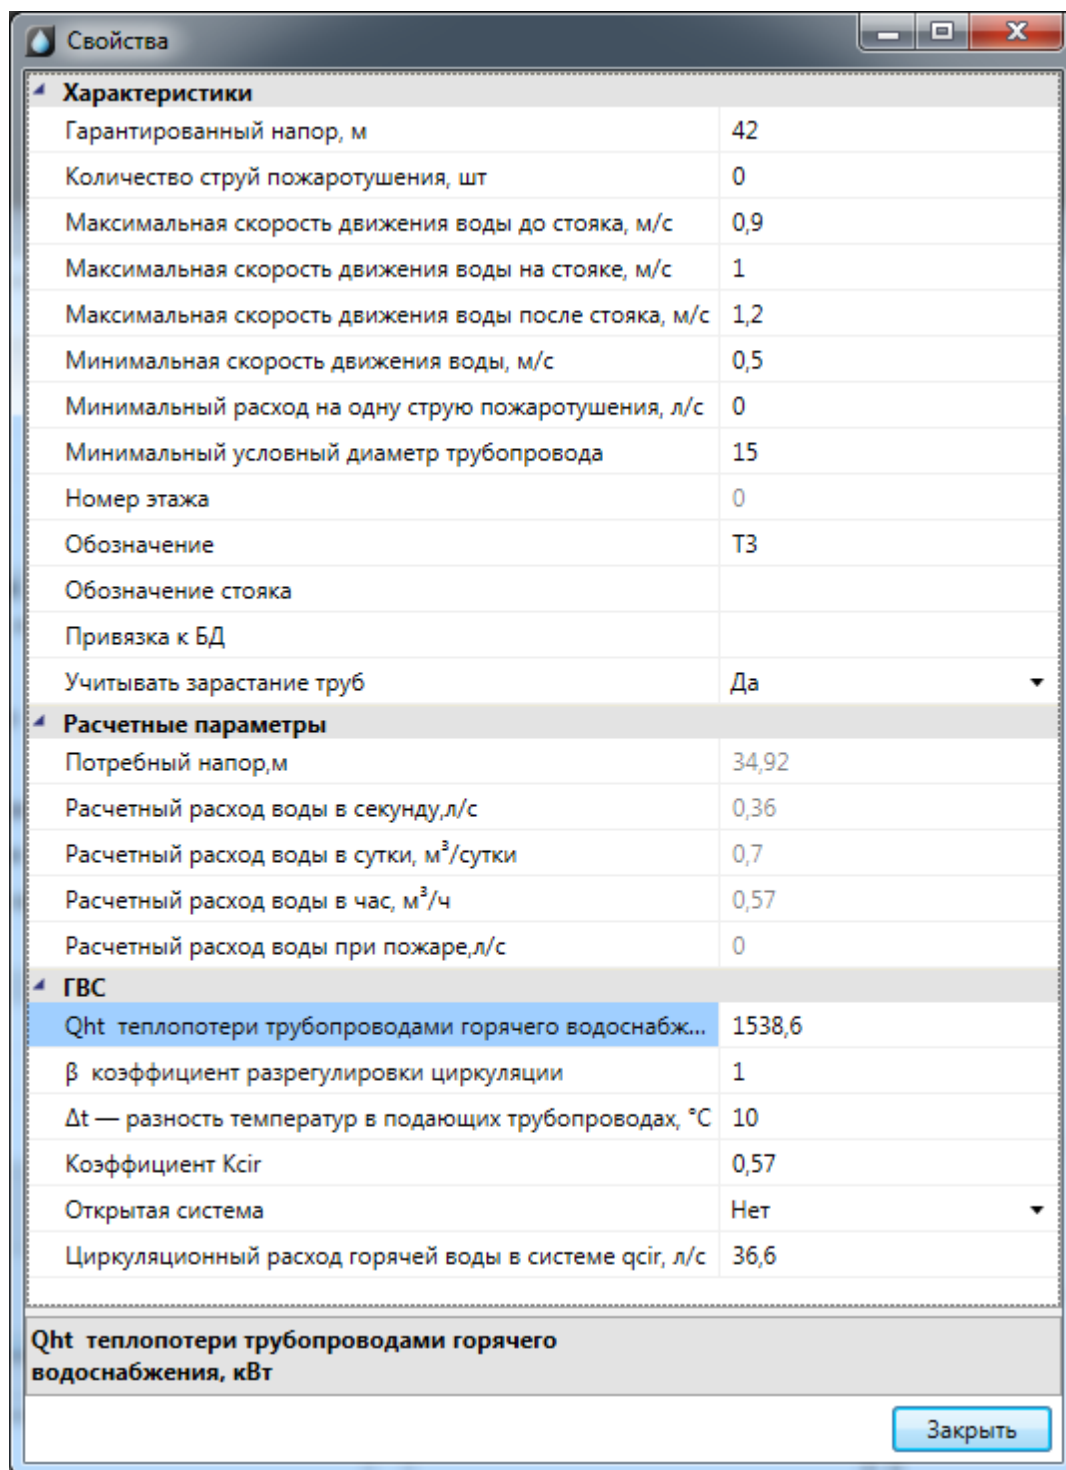 Свойства
Характеристики
Гарантированный напор, м 42
Количество струй пожаротушения, шт 0
Максимальная скорость движения воды до стояка, м/с 0,9
Максимальная скорость движения воды на стояке, м/с 1
Максимальная скорость движения воды после стояка, м/с 1,2
Минимальная скорость движения воды, м/с 0,5
Минимальный расход на одну струю пожаротушения, л/с 0
Минимальный условный диаметр трубопровода 15
Номер этажа 0
Обозначение Т3
Обозначение стояка
Привязка к БД
Учитывать зарастание труб Да
Расчетные параметры
Потребный напор,м 34,92
Расчетный расход воды в секунду,л/с 0,36
Расчетный расход воды в сутки, м³/сутки 0,7
Расчетный расход воды в час, м³/ч 0,57
Расчетный расход воды при пожаре,л/с 0
ГВС
Qht теплопотери трубопроводами горячего водоснабж... 1538,6
β коэффициент разрегулировки циркуляции 1
Δt — разность температур в подающих трубопроводах, °С 10
Коэффициент Kcir 0,57
Открытая система Нет
Циркуляционный расход горячей воды в системе qcir, л/с 36,6
Qht теплопотери трубопроводами горячего
водоснабжения, кВт
Закрыть